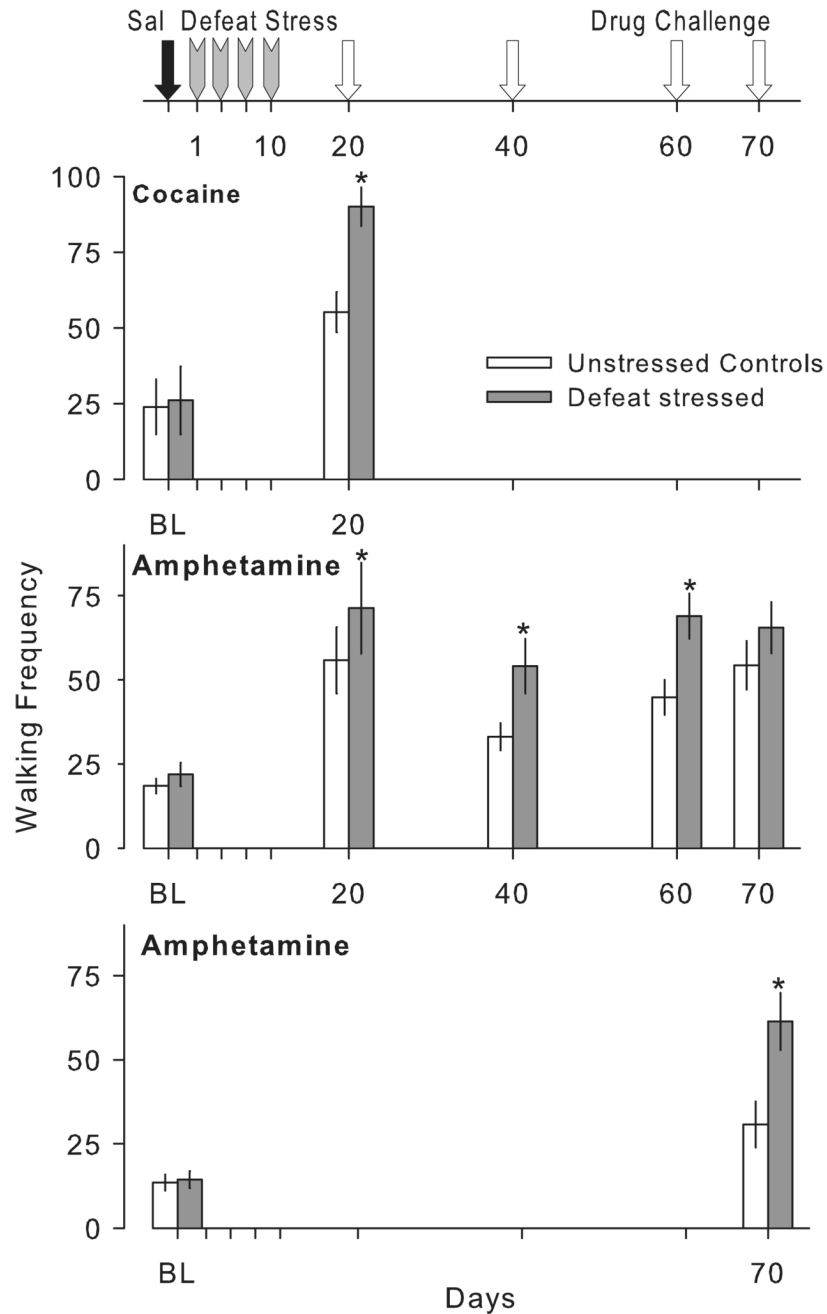 Sal Defeat Stress Drug Challenge
1 10 20 40 60 70
100
Cocaine
*
75
50
Unstressed Controls
Defeat stressed
25
0
BL 20
Walking Frequency
Amphetamine
* * *
75
50
25
0
BL 20 40 60 70
Amphetamine
*
75
50
25
0
BL 70
Days